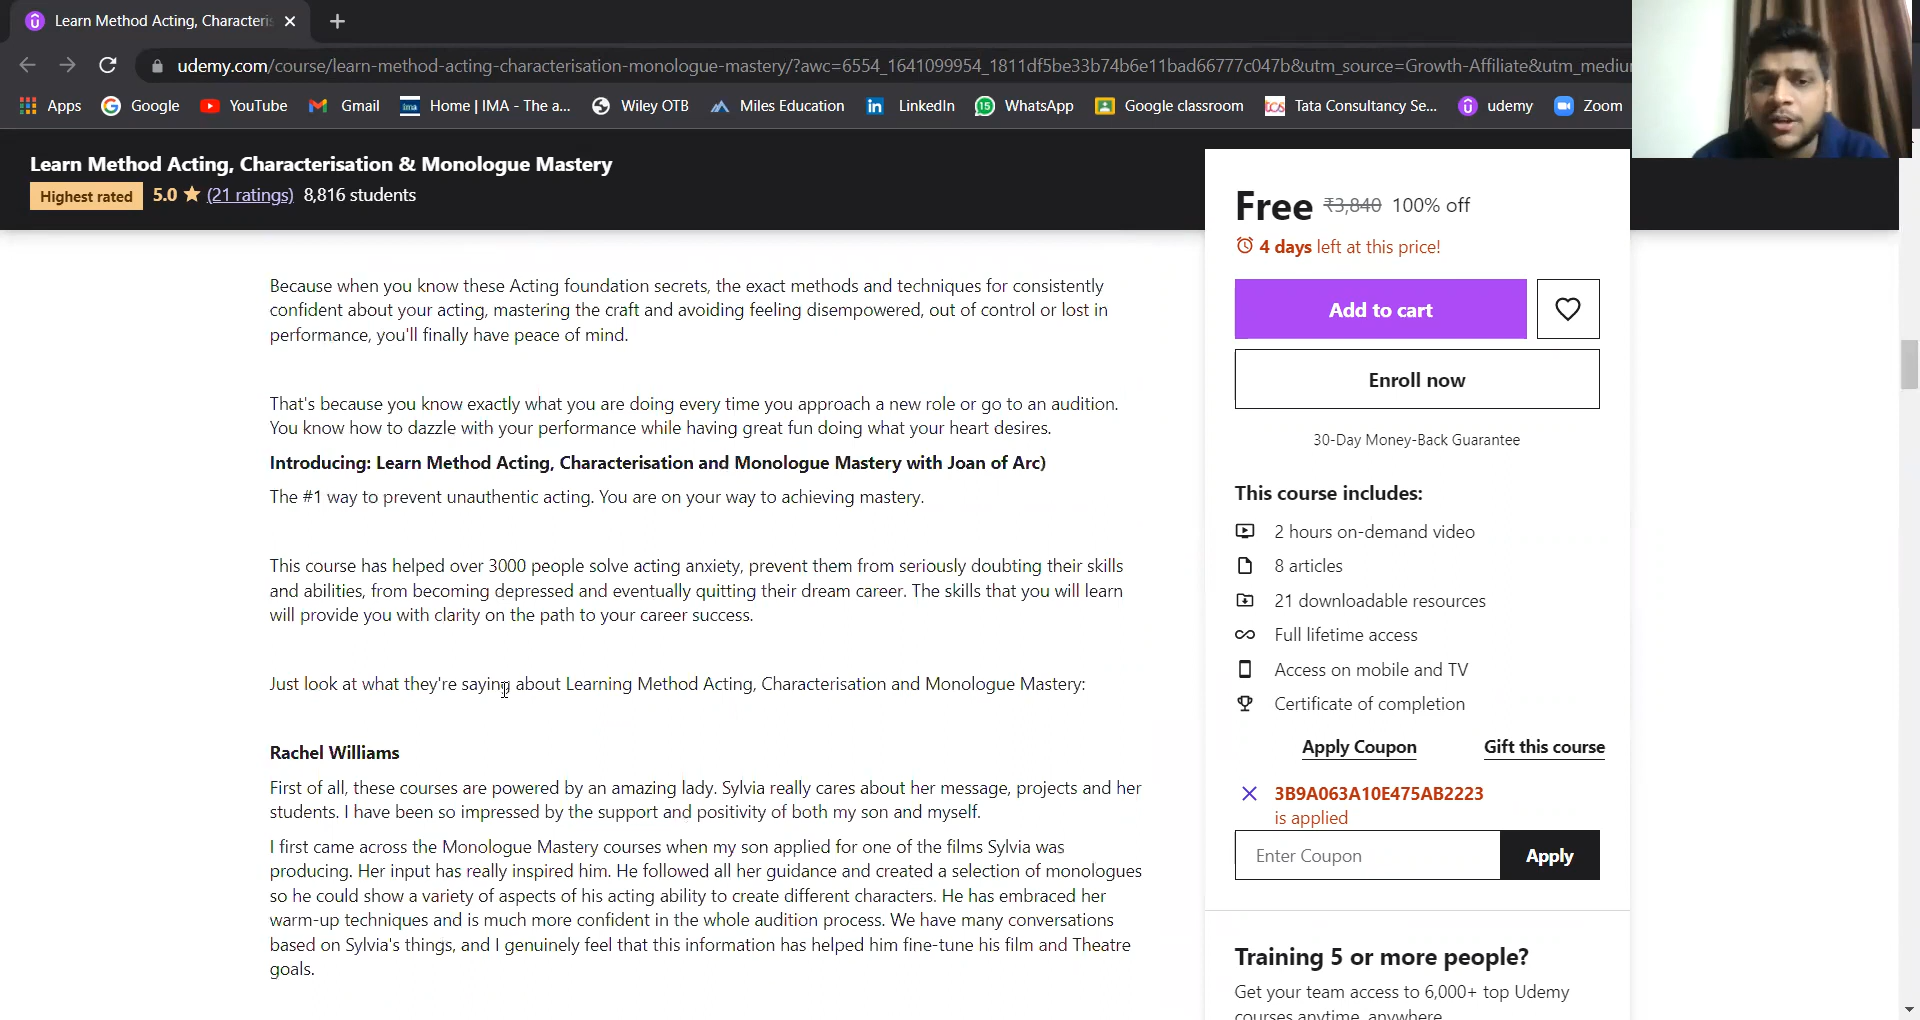 Learn Method Acting, Characteris
udemy.com/course/learn-method-acting-characterisation-monologue-mastery/?awc=6554_1641099954_1811df5be33b74b6e11bad66777c047b&utm_source=Growth-Affiliate&utm_mediu
Apps Google YouTube Gmail ima Home | IMA - The a... Wiley OTB Miles Education in LinkedIn 15 WhatsApp Google classroom tcs Tata Consultancy Se... udemy Zoom
Learn Method Acting, Characterisation & Monologue Mastery
Highest rated 5.0 ★ (21 ratings) 8,816 students
Because when you know these Acting foundation secrets, the exact methods and techniques for consistently
confident about your acting, mastering the craft and avoiding feeling disempowered, out of control or lost in
performance, you'll finally have peace of mind.
That's because you know exactly what you are doing every time you approach a new role or go to an audition.
You know how to dazzle with your performance while having great fun doing what your heart desires.
Introducing: Learn Method Acting, Characterisation and Monologue Mastery with Joan of Arc)
The #1 way to prevent unauthentic acting. You are on your way to achieving mastery.
This course has helped over 3000 people solve acting anxiety, prevent them from seriously doubting their skills
and abilities, from becoming depressed and eventually quitting their dream career. The skills that you will learn
will provide you with clarity on the path to your career success.
Just look at what they're saying about Learning Method Acting, Characterisation and Monologue Mastery:
Rachel Williams
First of all, these courses are powered by an amazing lady. Sylvia really cares about her message, projects and her
students. I have been so impressed by the support and positivity of both my son and myself.
I first came across the Monologue Mastery courses when my son applied for one of the films Sylvia was
producing. Her input has really inspired him. He followed all her guidance and created a selection of monologues
so he could show a variety of aspects of his acting ability to create different characters. He has embraced her
warm-up techniques and is much more confident in the whole audition process. We have many conversations
based on Sylvia's things, and I genuinely feel that this information has helped him fine-tune his film and Theatre
goals.
Free ₹3,840 100% off
4 days left at this price!
Add to cart
Enroll now
30-Day Money-Back Guarantee
This course includes:
2 hours on-demand video
8 articles
21 downloadable resources
Full lifetime access
Access on mobile and TV
Certificate of completion
Apply Coupon Gift this course
3B9A063A10E475AB2223
is applied
Enter Coupon Apply
Training 5 or more people?
Get your team access to 6,000+ top Udemy
courses anytime, anywhere